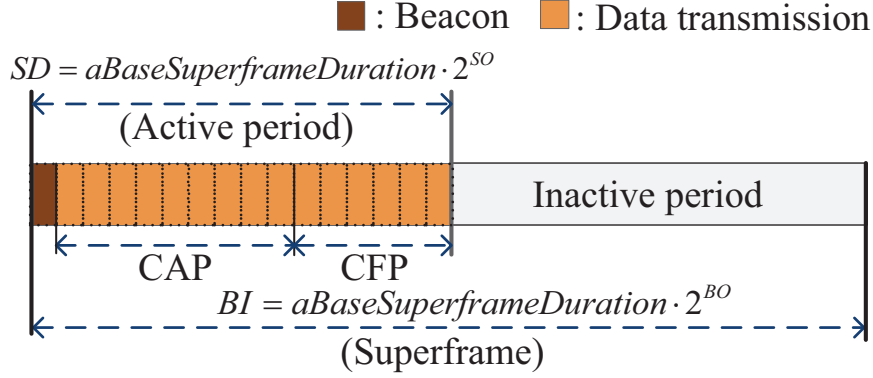 : Beacon : Data transmission
SD = aBaseSuperframeDuration · 2^SO
(Active period)
Inactive period
CAP CFP
BI = aBaseSuperframeDuration · 2^BO
(Superframe)